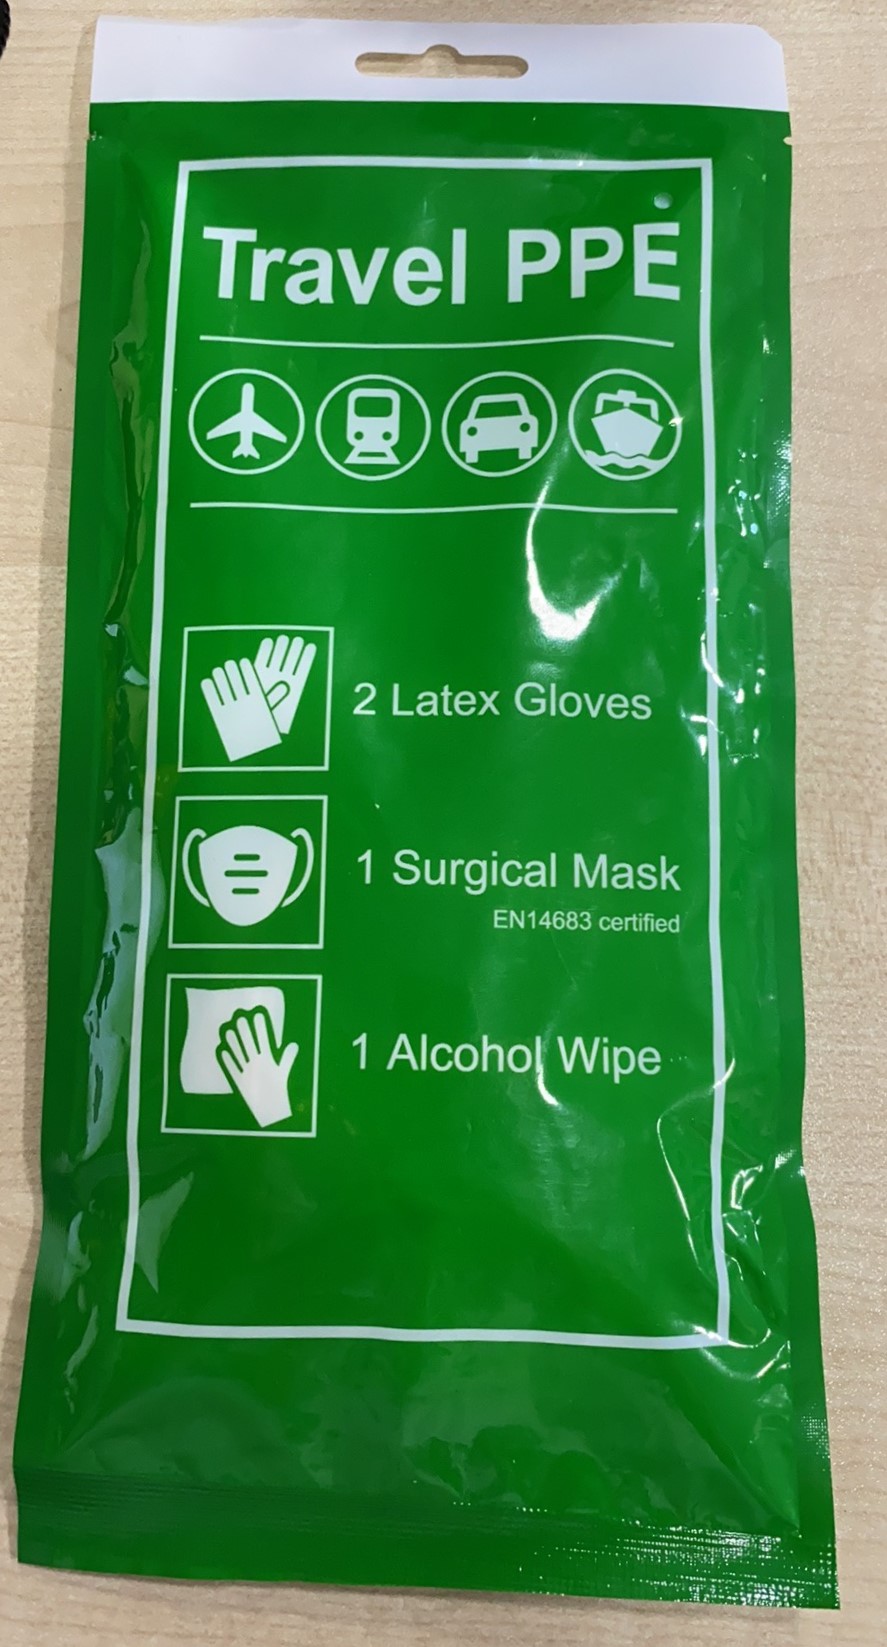 Travel PPE
2 Latex Gloves
1 Surgical Mask
EN14683 certified
1 Alcohol Wipe